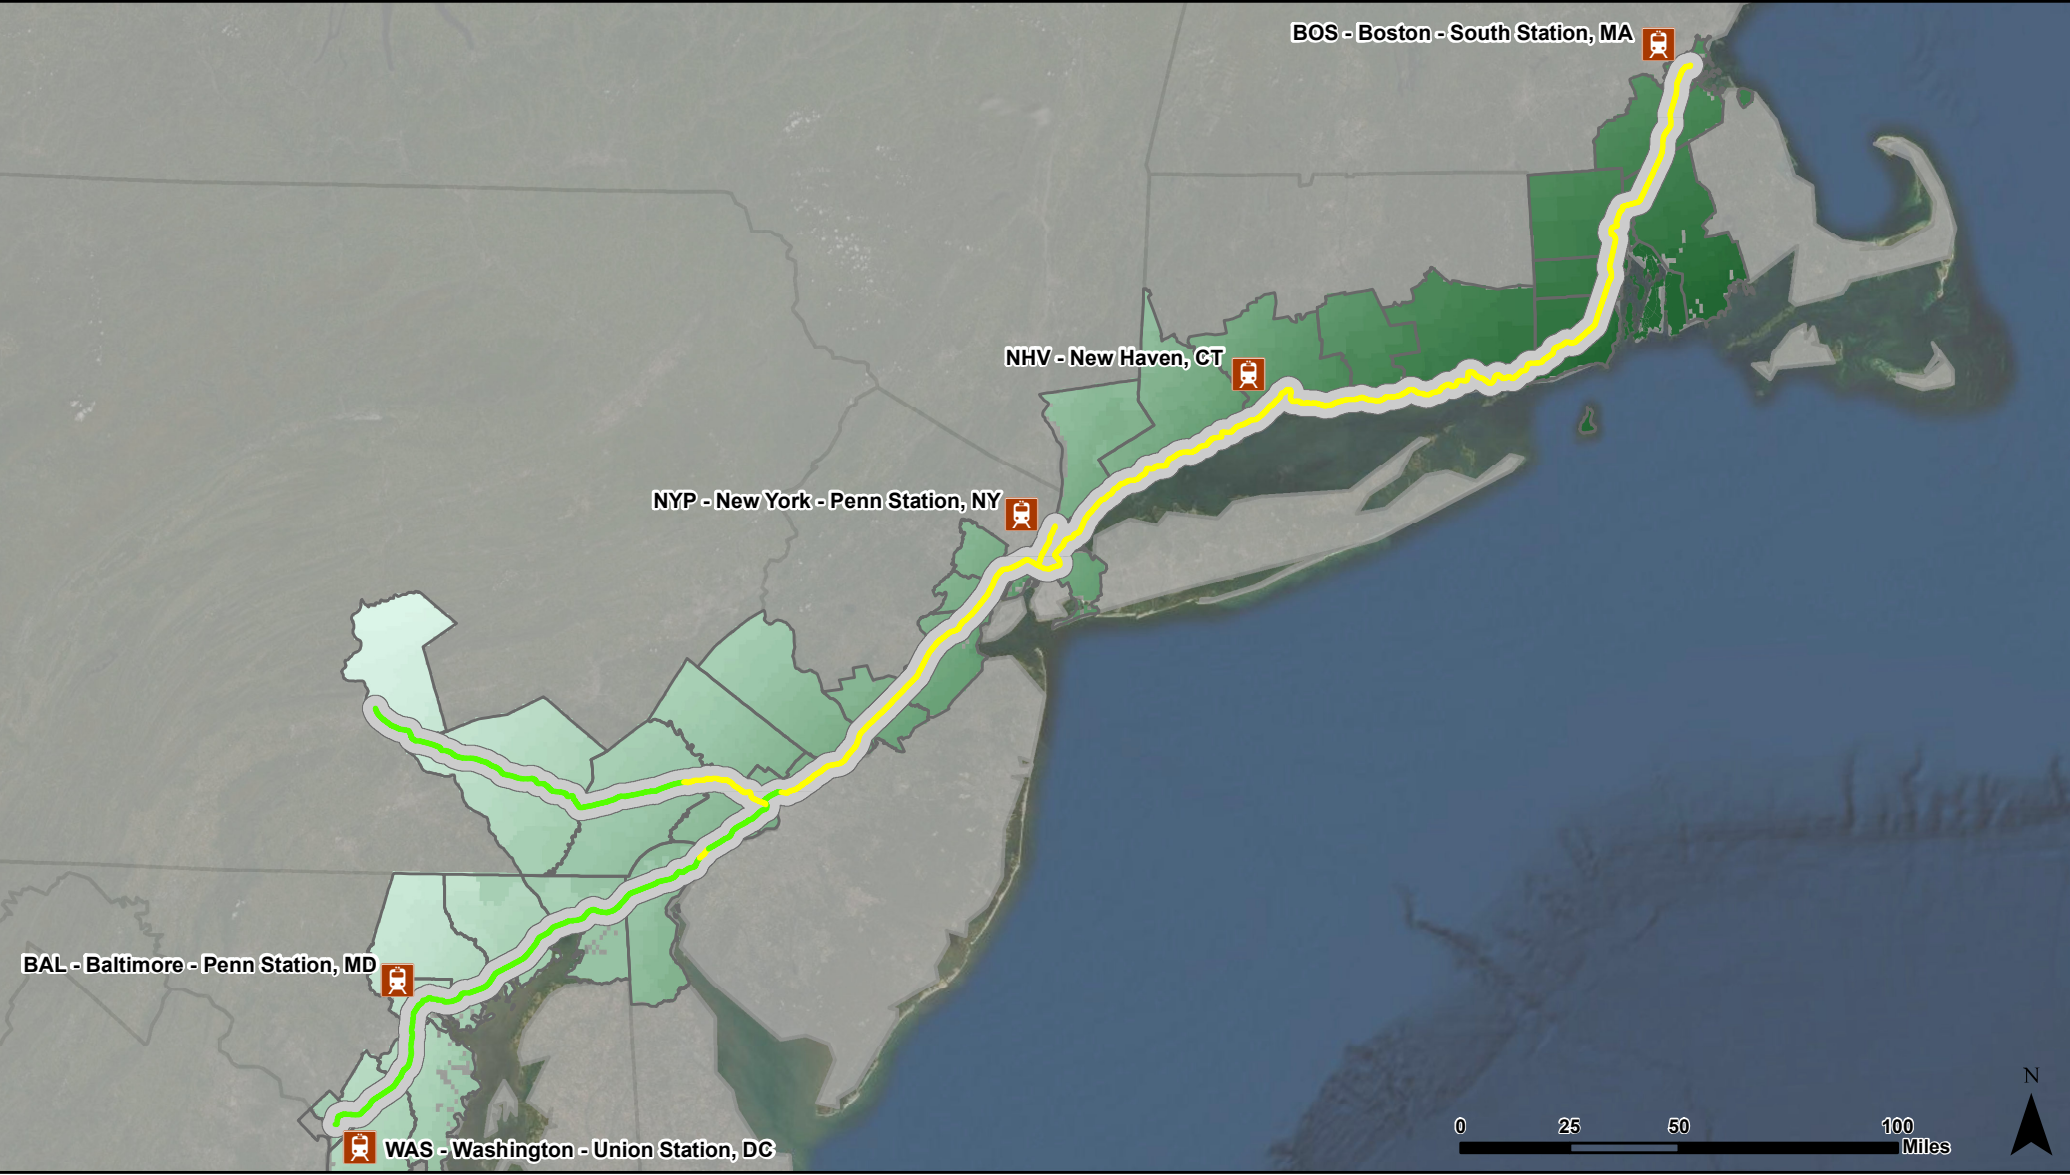 BOS - Boston - South Station, MA
NHV - New Haven, CT
NYP - New York - Penn Station, NY
BAL - Baltimore - Penn Station, MD
WAS - Washington - Union Station, DC
N
0 25 50 100
Miles